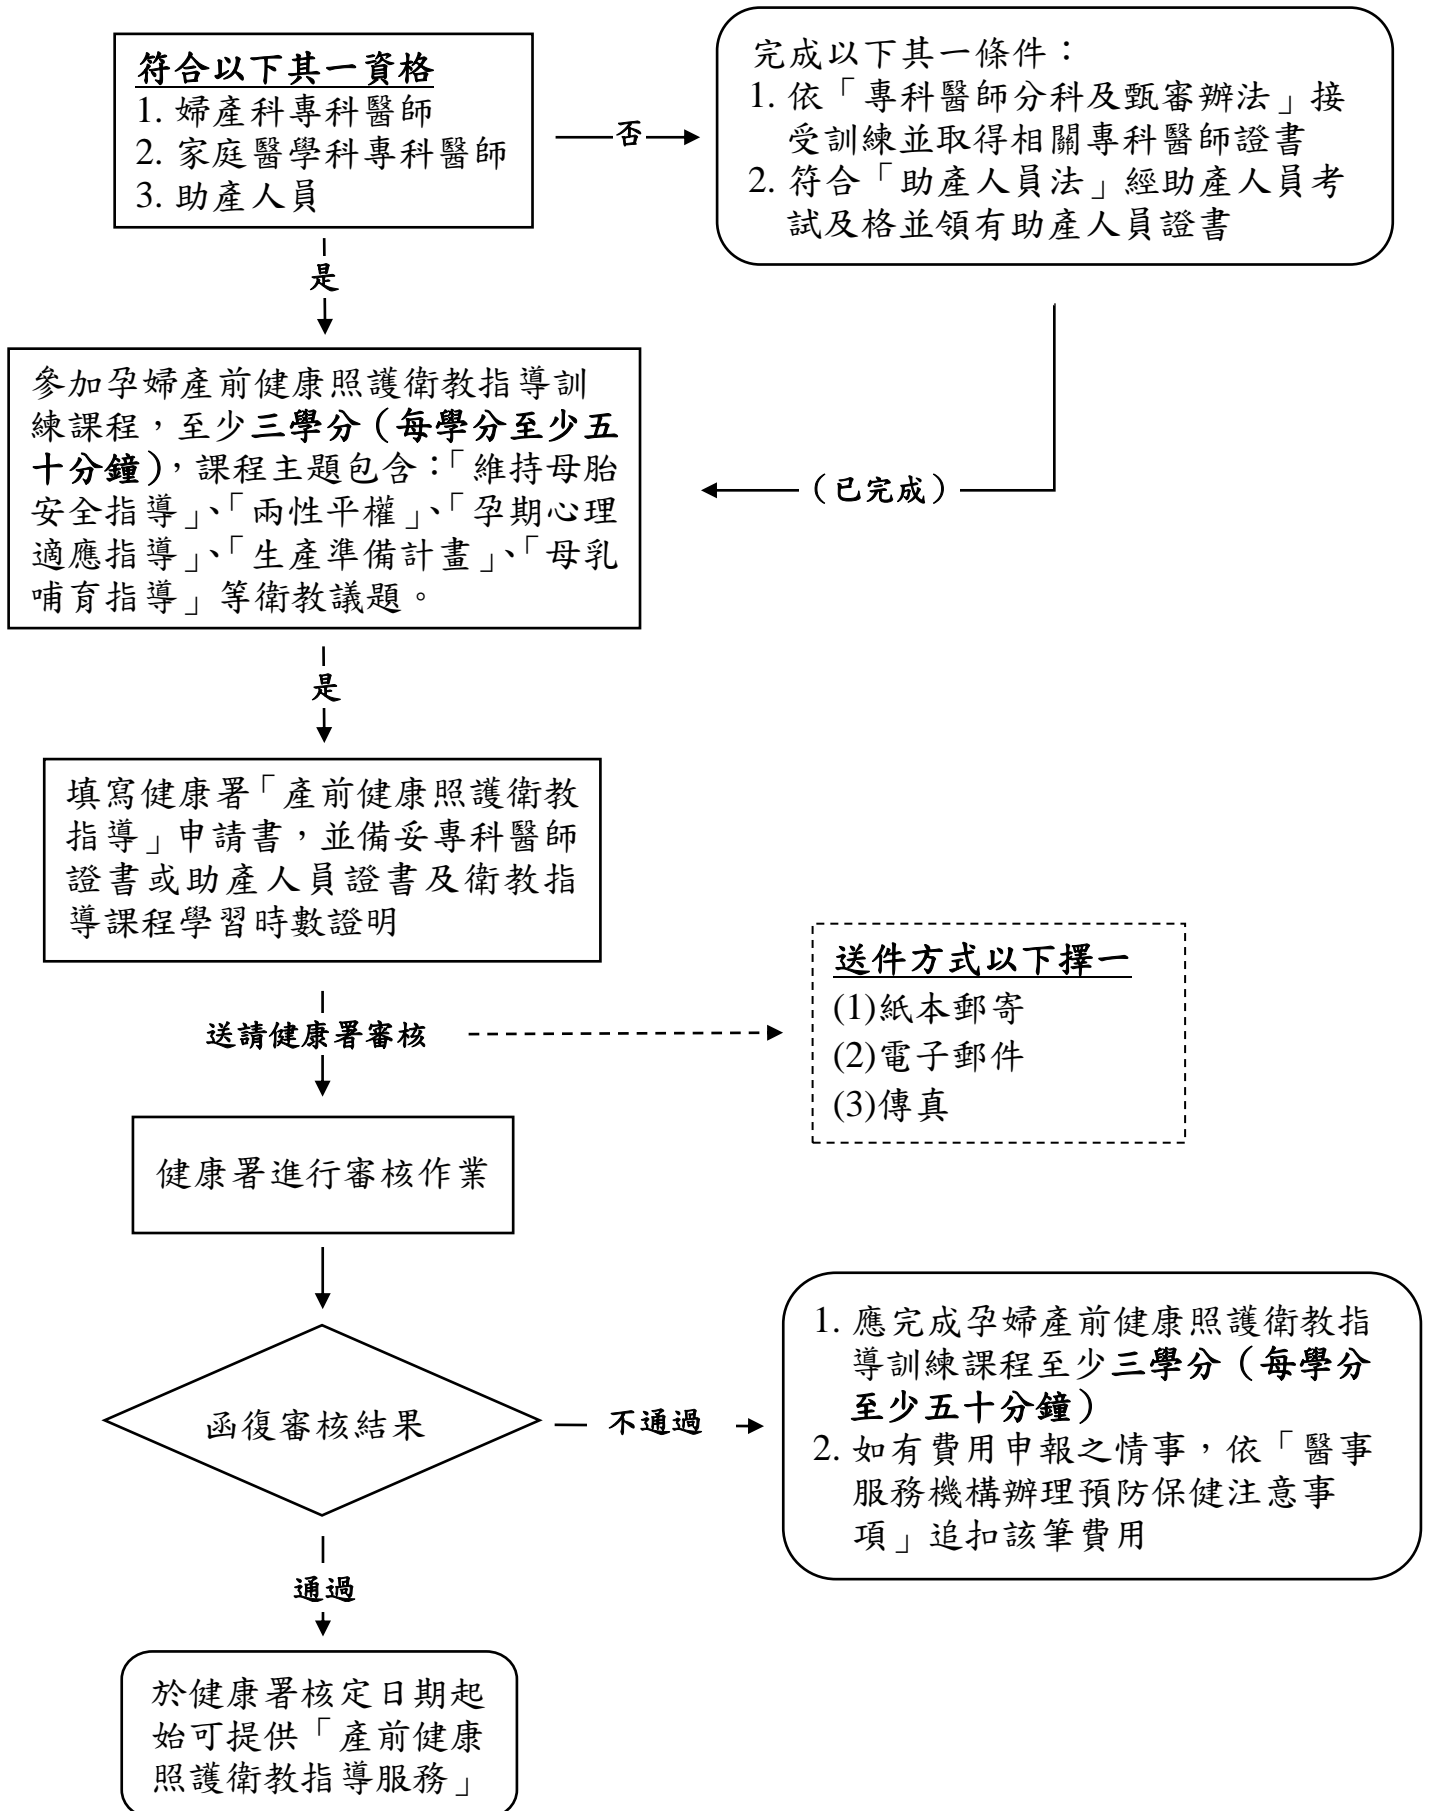 符合以下其一資格
1. 婦產科專科醫師
2. 家庭醫學科專科醫師
3. 助產人員
否
完成以下其一條件：
1. 依「專科醫師分科及甄審辦法」接
受訓練並取得相關專科醫師證書
2. 符合「助產人員法」經助產人員考
試及格並領有助產人員證書
是
參加孕婦產前健康照護衛教指導訓
練課程，至少三學分（每學分至少五
十分鐘），課程主題包含：「維持母胎
安全指導」、「兩性平權」、「孕期心理
適應指導」、「生產準備計畫」、「母乳
哺育指導」等衛教議題。
（已完成）
是
填寫健康署「產前健康照護衛教
指導」申請書，並備妥專科醫師
證書或助產人員證書及衛教指
導課程學習時數證明
送請健康署審核
送件方式以下擇一
(1)紙本郵寄
(2)電子郵件
(3)傳真
健康署進行審核作業
函復審核結果
不通過
1. 應完成孕婦產前健康照護衛教指
導訓練課程至少三學分（每學分
至少五十分鐘）
2. 如有費用申報之情事，依「醫事
服務機構辦理預防保健注意事
項」追扣該筆費用
通過
於健康署核定日期起
始可提供「產前健康
照護衛教指導服務」